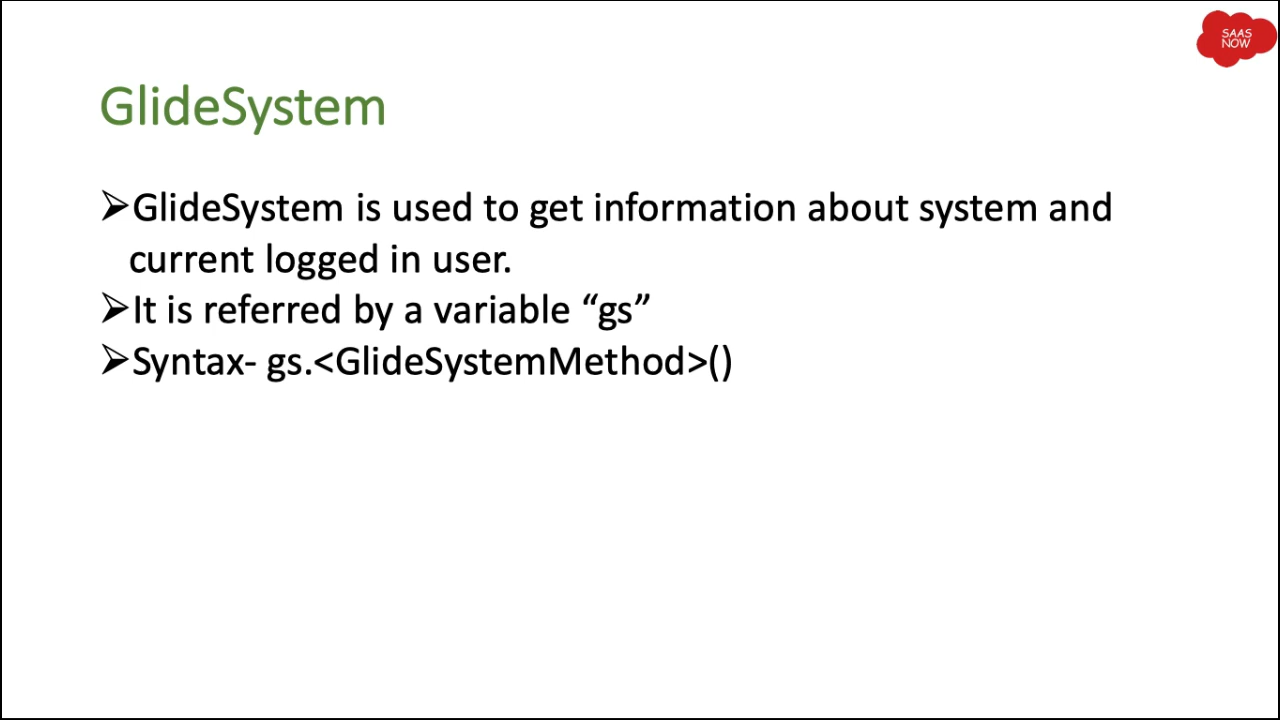 SAAS
NOW
GlideSystem
➢GlideSystem is used to get information about system and
current logged in user.
➢It is referred by a variable “gs”
➢Syntax- gs.<GlideSystemMethod>()